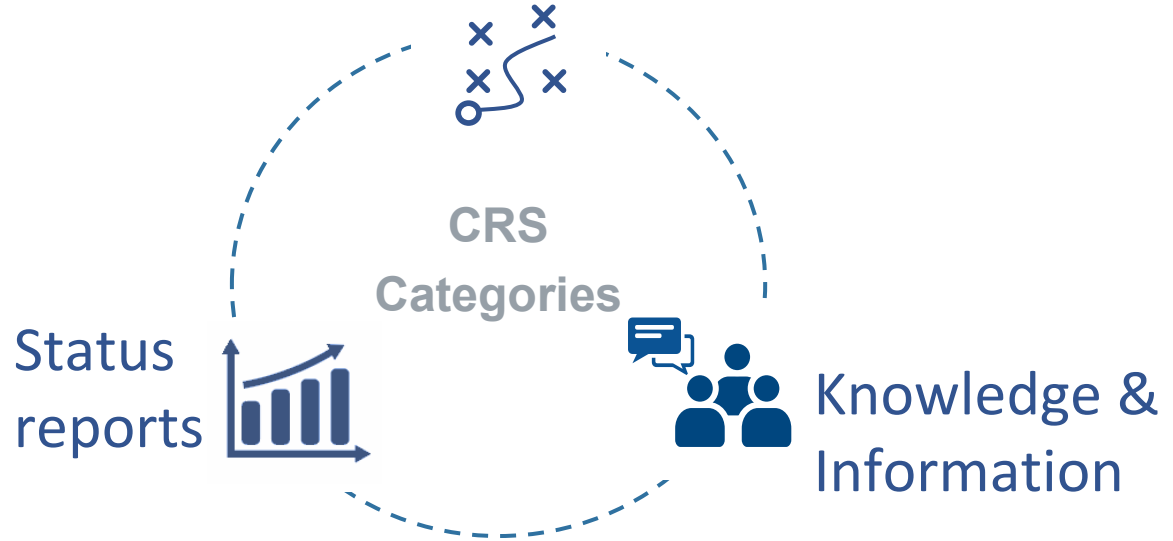 CRS
Categories
Status
reports
Knowledge &
Information